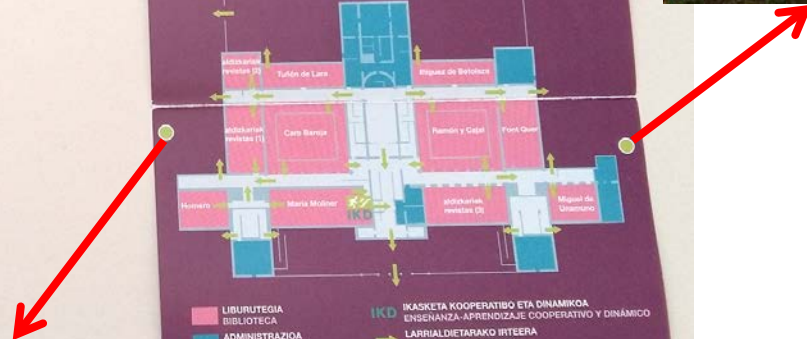 aldizkariak
revistas (2)
Tuñón de Lara
Iñiguez de Betolaza
aldizkariak
revistas (1)
Caro Baroja
Ramón y Cajal
Font Quer
Homero
María Moliner
IKD
aldizkariak
revistas (3)
Miguel de
Unamuno
LIBURUTEGIA
BIBLIOTECA
ADMINISTRAZIOA
IKD
IKASKETA KOOPERATIBO ETA DINAMIKOA
ENSEÑANZA-APRENDIZAJE COOPERATIVO Y DINÁMICO
LARRIALDIETARAKO IRTEERA